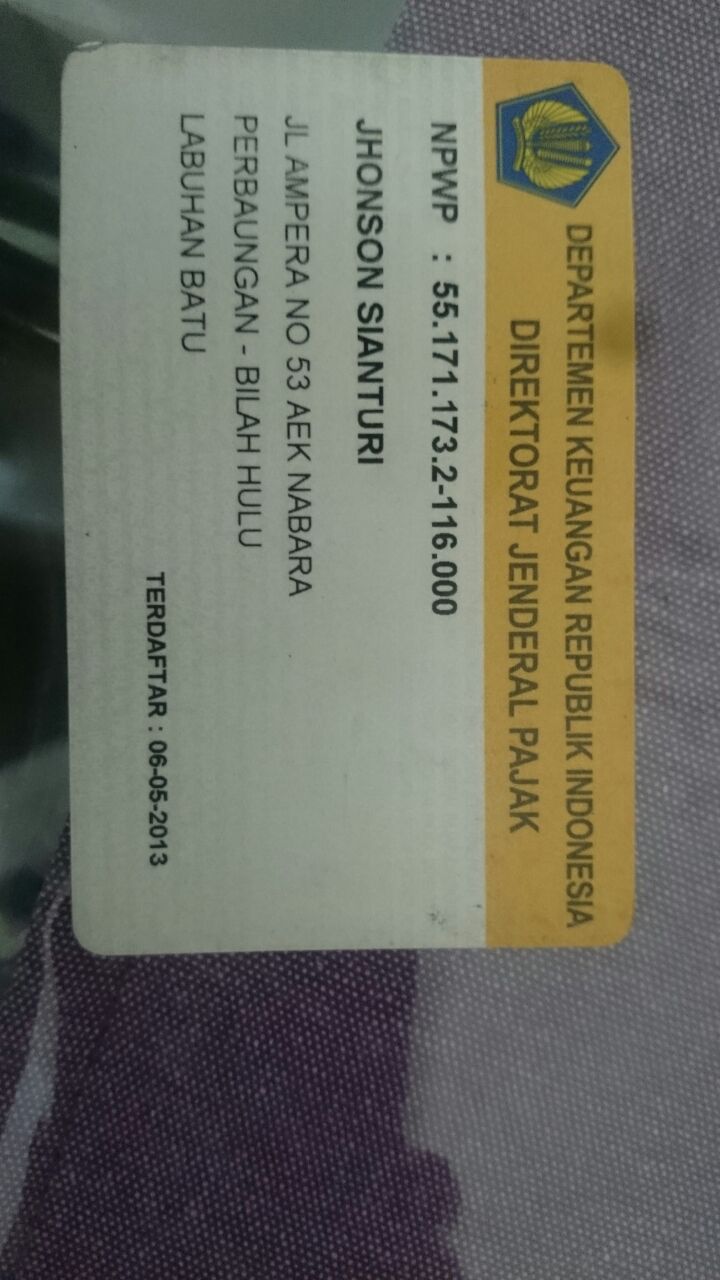 DEPARTEMEN KEUANGAN REPUBLIK INDONESIA
DIREKTORAT JENDERAL PAJAK
NPWP : 55.171.173.2-116.000
JHONSON SIANTURI
JL AMPERA NO 53 AEK NABARA
PERBAUNGAN - BILAH HULU
LABUHAN BATU
TERDAFTAR : 06-05-2013